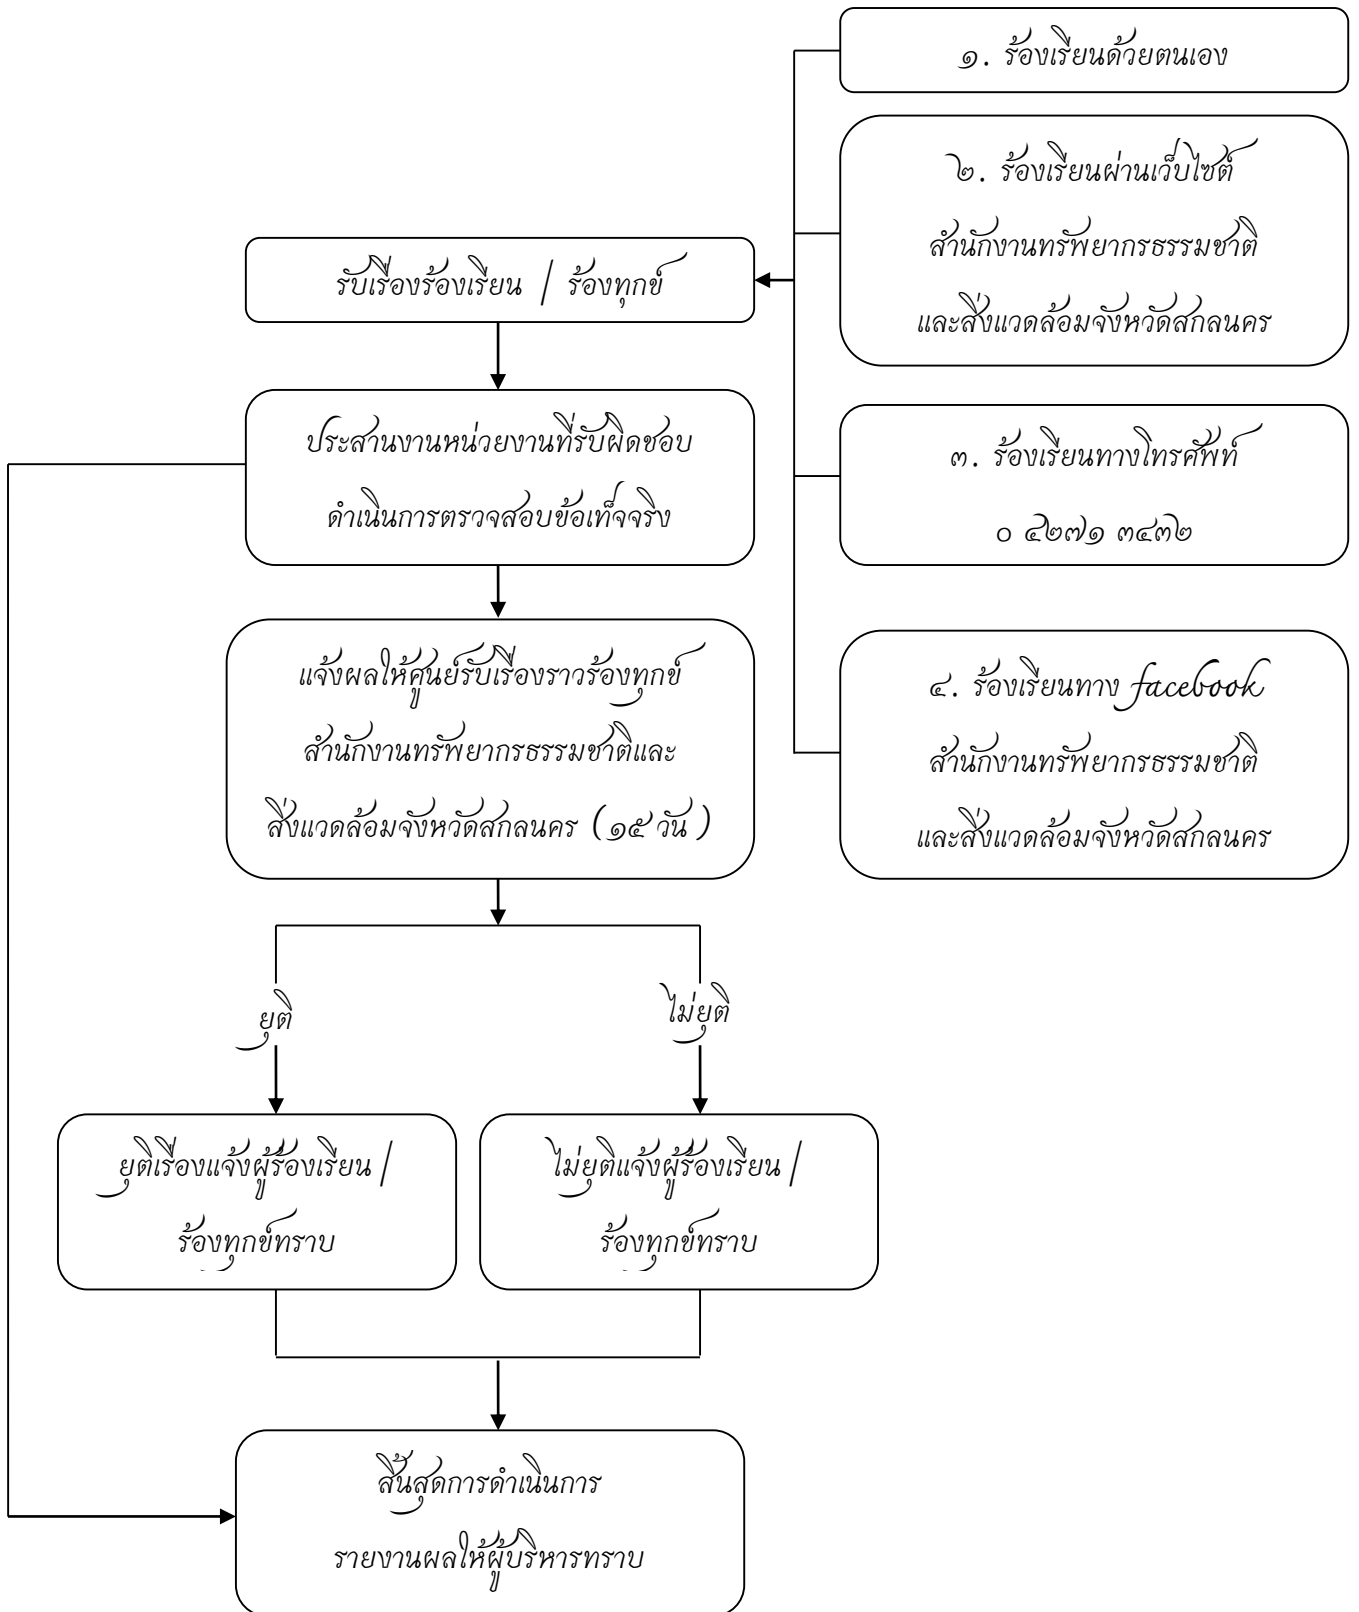 ๑. ร้องเรียนด้วยตนเอง
๒. ร้องเรียนผ่านเว็บไซต์
สำนักงานทรัพยากรธรรมชาติ
และสิ่งแวดล้อมจังหวัดสกลนคร
รับเรื่องร้องเรียน / ร้องทุกข์
ประสานงานหน่วยงานที่รับผิดชอบ
ดำเนินการตรวจสอบข้อเท็จจริง
๓. ร้องเรียนทางโทรศัพท์
๐ ๔๒๗๑ ๓๔๓๒
แจ้งผลให้ศูนย์รับเรื่องราวร้องทุกข์
สำนักงานทรัพยากรธรรมชาติและ
สิ่งแวดล้อมจังหวัดสกลนคร (๑๕ วัน )
๔. ร้องเรียนทาง facebook
สำนักงานทรัพยากรธรรมชาติ
และสิ่งแวดล้อมจังหวัดสกลนคร
ยุติ
ไม่ยุติ
ยุติเรื่องแจ้งผู้ร้องเรียน /
ร้องทุกข์ทราบ
ไม่ยุติแจ้งผู้ร้องเรียน /
ร้องทุกข์ทราบ
สิ้นสุดการดำเนินการ
รายงานผลให้ผู้บริหารทราบ